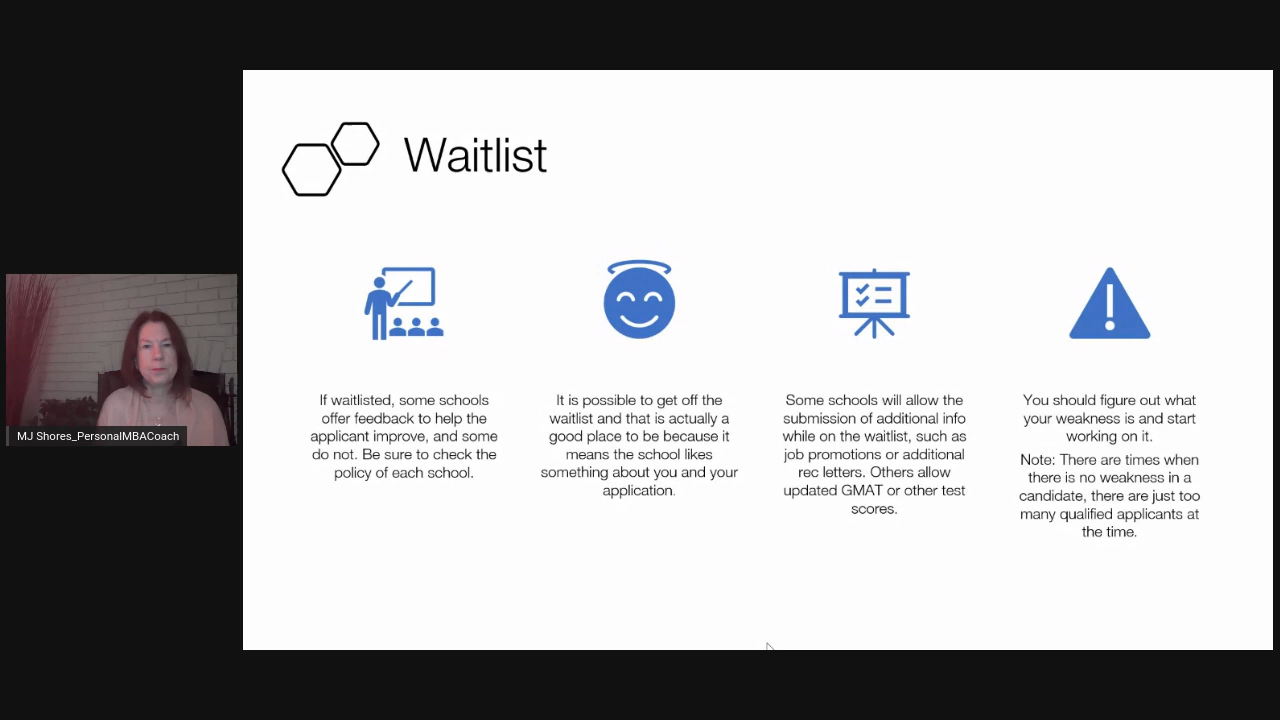 Waitlist
If waitlisted, some schools
offer feedback to help the
applicant improve, and some
do not. Be sure to check the
policy of each school.
It is possible to get off the
waitlist and that is actually a
good place to be because it
means the school likes
something about you and your
application.
Some schools will allow the
submission of additional info
while on the waitlist, such as
job promotions or additional
rec letters. Others allow
updated GMAT or other test
scores.
You should figure out what
your weakness is and start
working on it.
Note: There are times when
there is no weakness in a
candidate, there are just too
many qualified applicants at
the time.
MJ Shores_PersonalMBACoach